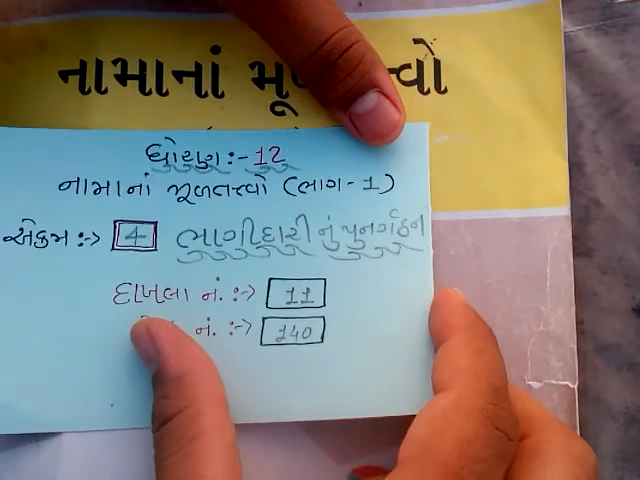 નામાનાં
ધોરણ :- 12
નામાનાં મૂળતત્ત્વો (ભાગ - 1)
એકમ :-> 4 ભાગીદારીનું પુનર્ગઠન
દાખલા નં. :-> 11
નં. :-> 140